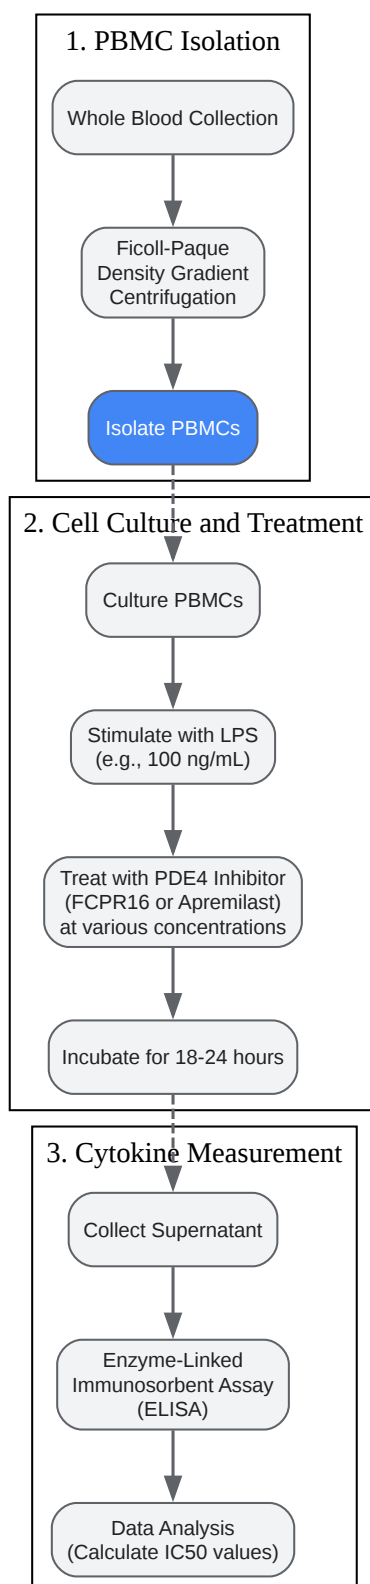 1. PBMC Isolation
Whole Blood Collection
Ficoll-Paque
Density Gradient
Centrifugation
Isolate PBMCs
2. Cell Culture and Treatment
Culture PBMCs
Stimulate with LPS
(e.g., 100 ng/mL)
Treat with PDE4 Inhibitor
(FCPR16 or Apremilast)
at various concentrations
Incubate for 18-24 hours
3. Cytokine Measurement
Collect Supernatant
Enzyme-Linked
Immunosorbent Assay
(ELISA)
Data Analysis
(Calculate IC50 values)